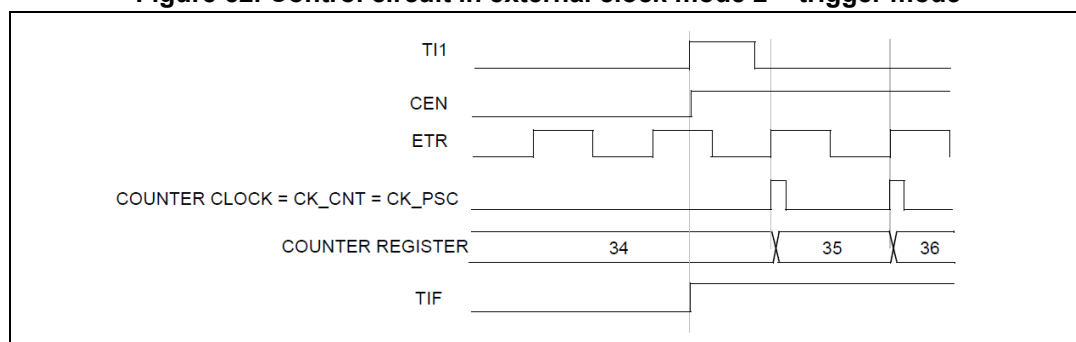 Figure Control circuit in external clock mode 2 trigger mode
TI1
CEN
ETR
COUNTER CLOCK = CK_CNT = CK_PSC
COUNTER REGISTER 34 35 36
TIF